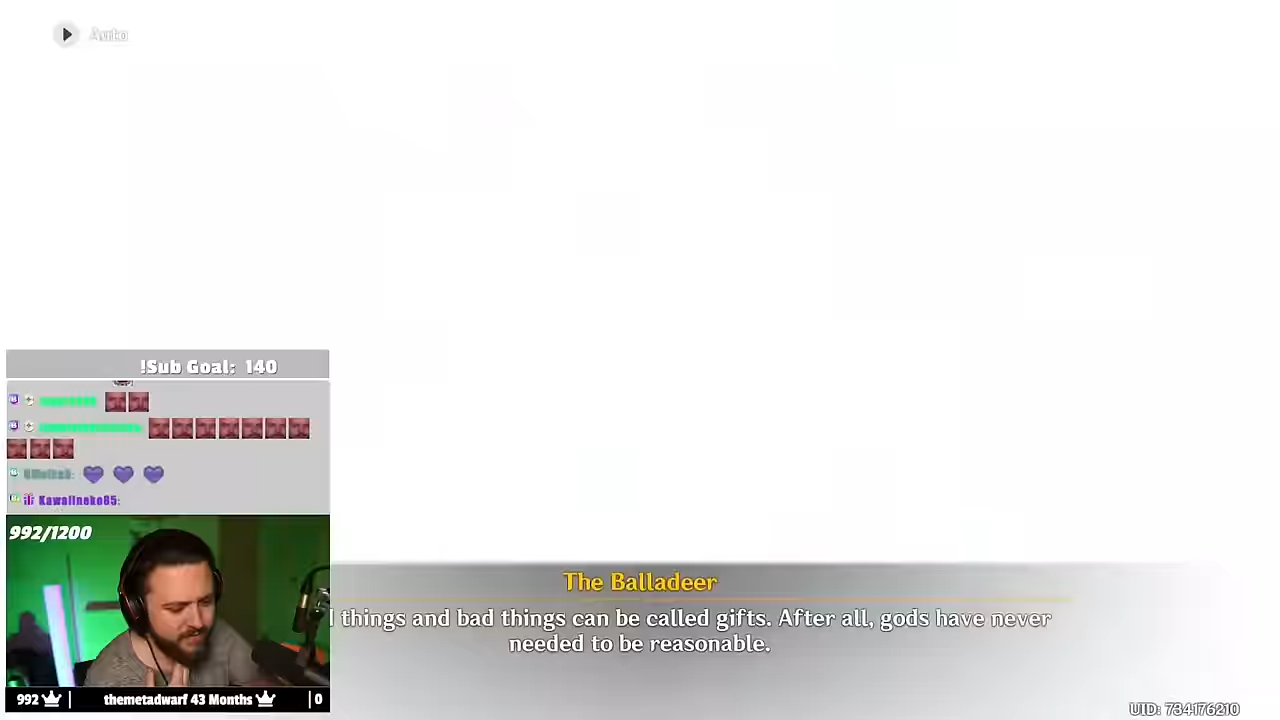 Auto
!Sub Goal: 140
Kawaiineko85:
992/1200
The Balladeer
things and bad things can be called gifts. After all, gods have never
needed to be reasonable.
992 | themetadwarf 43 Months | 0
UID: 734176210